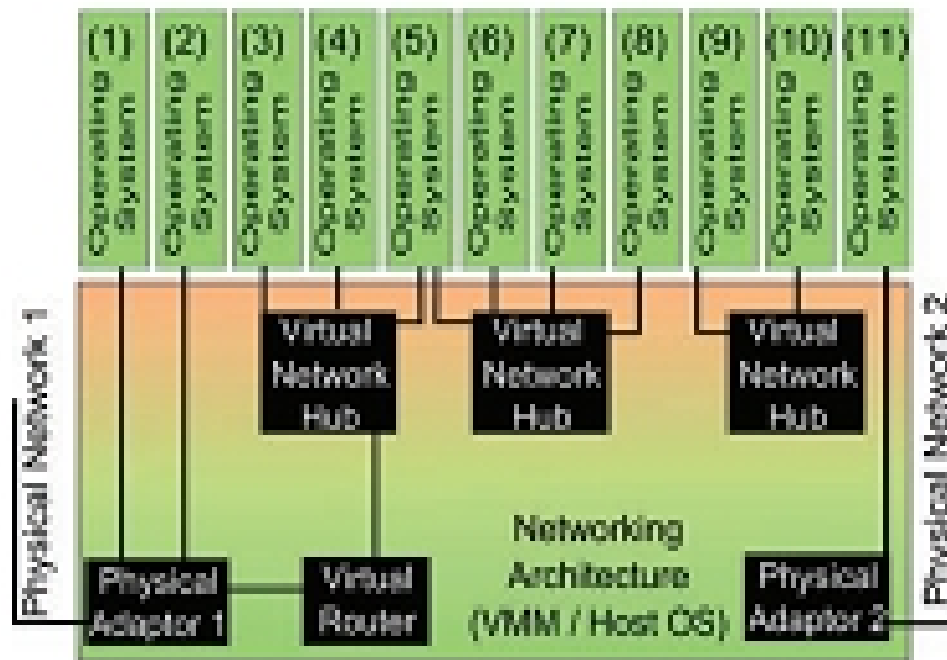 (1) (2) (3) (4) (5) (6) (7) (8) (9) (10) (11)
Operating System
Operating System
Operating System
Operating System
Operating System
Operating System
Operating System
Operating System
Operating System
Operating System
Operating System
Physical Network 1
Virtual
Network
Hub
Virtual
Network
Hub
Virtual
Network
Hub
Physical Network 2
Physical
Adaptor 1
Virtual
Router
Networking
Architecture
(VMM / Host OS)
Physical
Adaptor 2